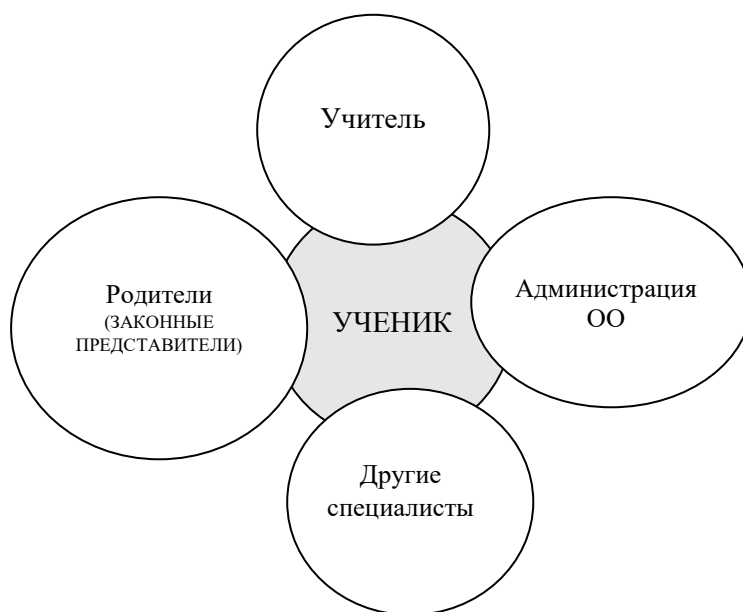 Учитель
Родители
(ЗАКОННЫЕ
ПРЕДСТАВИТЕЛИ)
УЧЕНИК
Администрация
ОО
Другие
специалисты